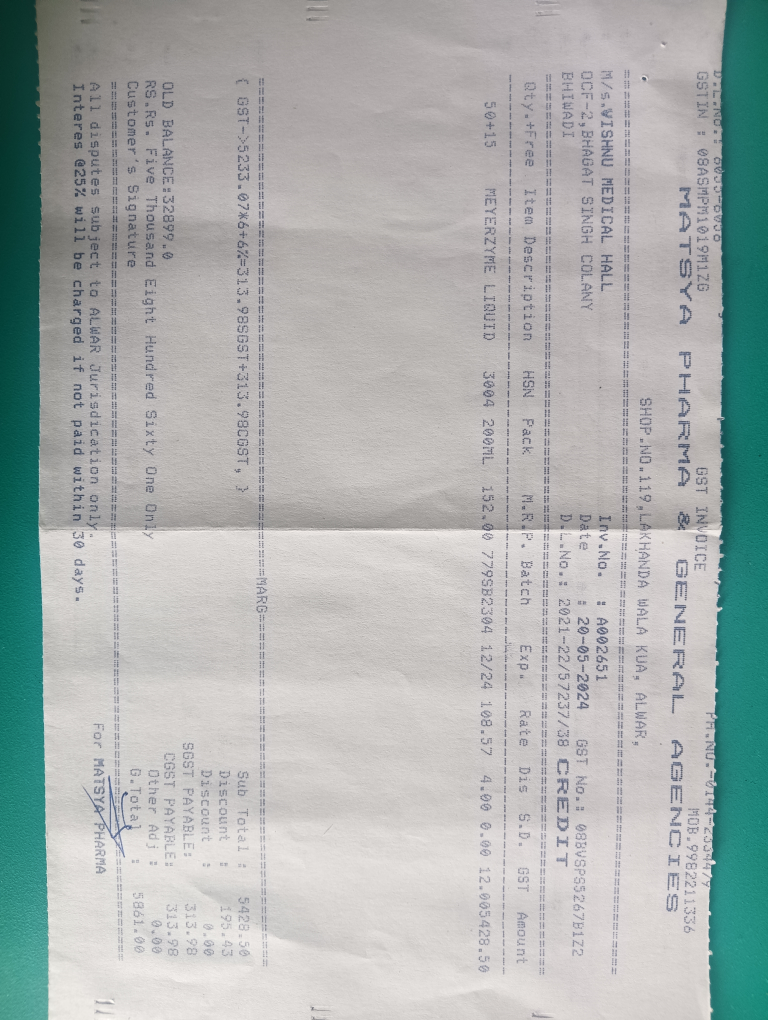 GST INVOICE
GSTIN : 08ASMPM1019M1ZG
MOB.9982211336
MATSYA PHARMA & GENERAL AGENCIES
SHOP.NO.119,LAKHANDA WALA KUA, ALWAR,
M/s.VISHNU MEDICAL HALL Inv.No. : A002651
OCF-2,BHAGAT SINGH COLANY Date : 20-05-2024 GST No.: 08BVSPS5267B1Z2
BHIWADI D.L.No.: 2021-22/57237/38 CREDIT
Qty.+Free Item Description HSN Pack M.R.P. Batch Exp. Rate Dis S.D. GST Amount
50+15 MEYERZYME LIQUID 3004 200ML 152.00 779SB2304 12/24 108.57 4.00 0.00 12.005428.50
MARG
( GST->5233.07*6+6%=313.98SGST+313.98CGST, ) Sub Total : 5428.50
Discount : 195.43
Discount : 0.00
SGST PAYABLE: 313.98
CGST PAYABLE: 313.98
OLD BALANCE:32899.0 Other Adj : 0.00
RS.Rs. Five Thousand Eight Hundred Sixty One Only G.Total : 5861.00
Customer's Signature
All disputes subject to ALWAR Jurisdication only. For MATSYA PHARMA
Interes @25% will be charged if not paid within 30 days.